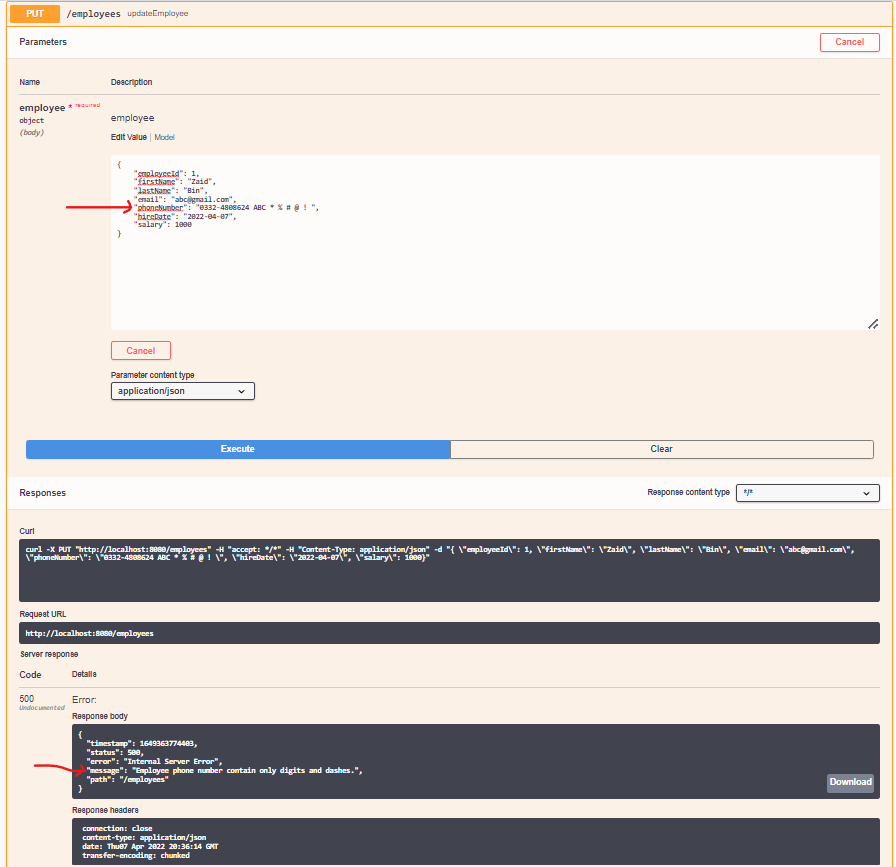 PUT /employees updateEmployee
Parameters
Cancel
Name Description
employee * required
object
(body)
employee
Edit Value | Model
{
"employeeId": 1,
"firstName": "Zaid",
"lastName": "Bin",
"email": "abc@gmail.com",
"phoneNumber": "0332-4808624 ABC * % # @ ! ",
"hireDate": "2022-04-07",
"salary": 1000
}
Cancel
Parameter content type
application/json
Execute
Clear
Responses
Response content type */*
Curl
curl -X PUT "http://localhost:8080/employees" -H "accept: */*" -H "Content-Type: application/json" -d "{ \"employeeId\": 1, \"firstName\": \"Zaid\", \"lastName\": \"Bin\", \"email\": \"abc@gmail.com\",
\"phoneNumber\": \"0332-4808624 ABC * % # @ ! \", \"hireDate\": \"2022-04-07\", \"salary\": 1000}"
Request URL
http://localhost:8080/employees
Server response
Code Details
500
Undocumented
Error:
Response body
{
"timestamp": 1649363774403,
"status": 500,
"error": "Internal Server Error",
"message": "Employee phone number contain only digits and dashes.",
"path": "/employees"
}
Download
Response headers
connection: close
content-type: application/json
date: Thu07 Apr 2022 20:36:14 GMT
transfer-encoding: chunked